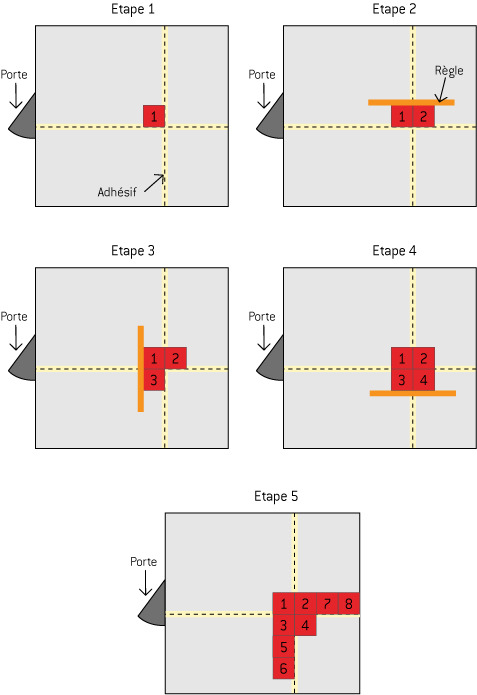 Etape 1
Porte
1
Adhésif
Etape 2
Porte
Règle
1 2
Etape 3
Porte
1 2
3
Etape 4
Porte
1 2
3 4
Etape 5
Porte
1 2 7 8
3 4
5
6